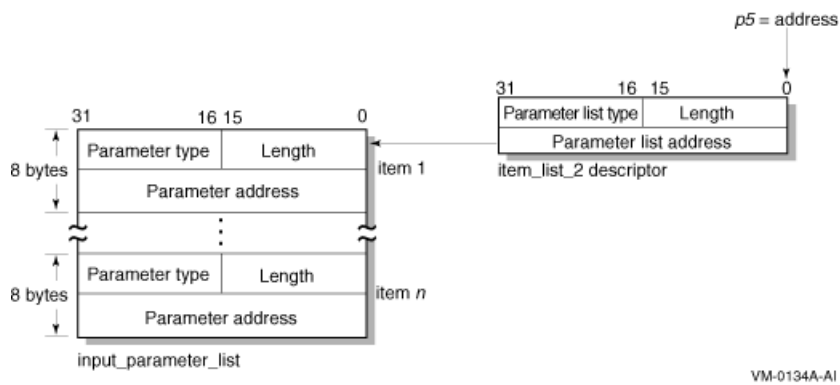 p5 = address
31 16 15 0
Parameter list type Length
Parameter list address
item_list_2 descriptor
31 16 15 0
8 bytes
Parameter type Length
item 1
Parameter address
8 bytes
Parameter type Length
item n
Parameter address
input_parameter_list
VM-0134A-AI